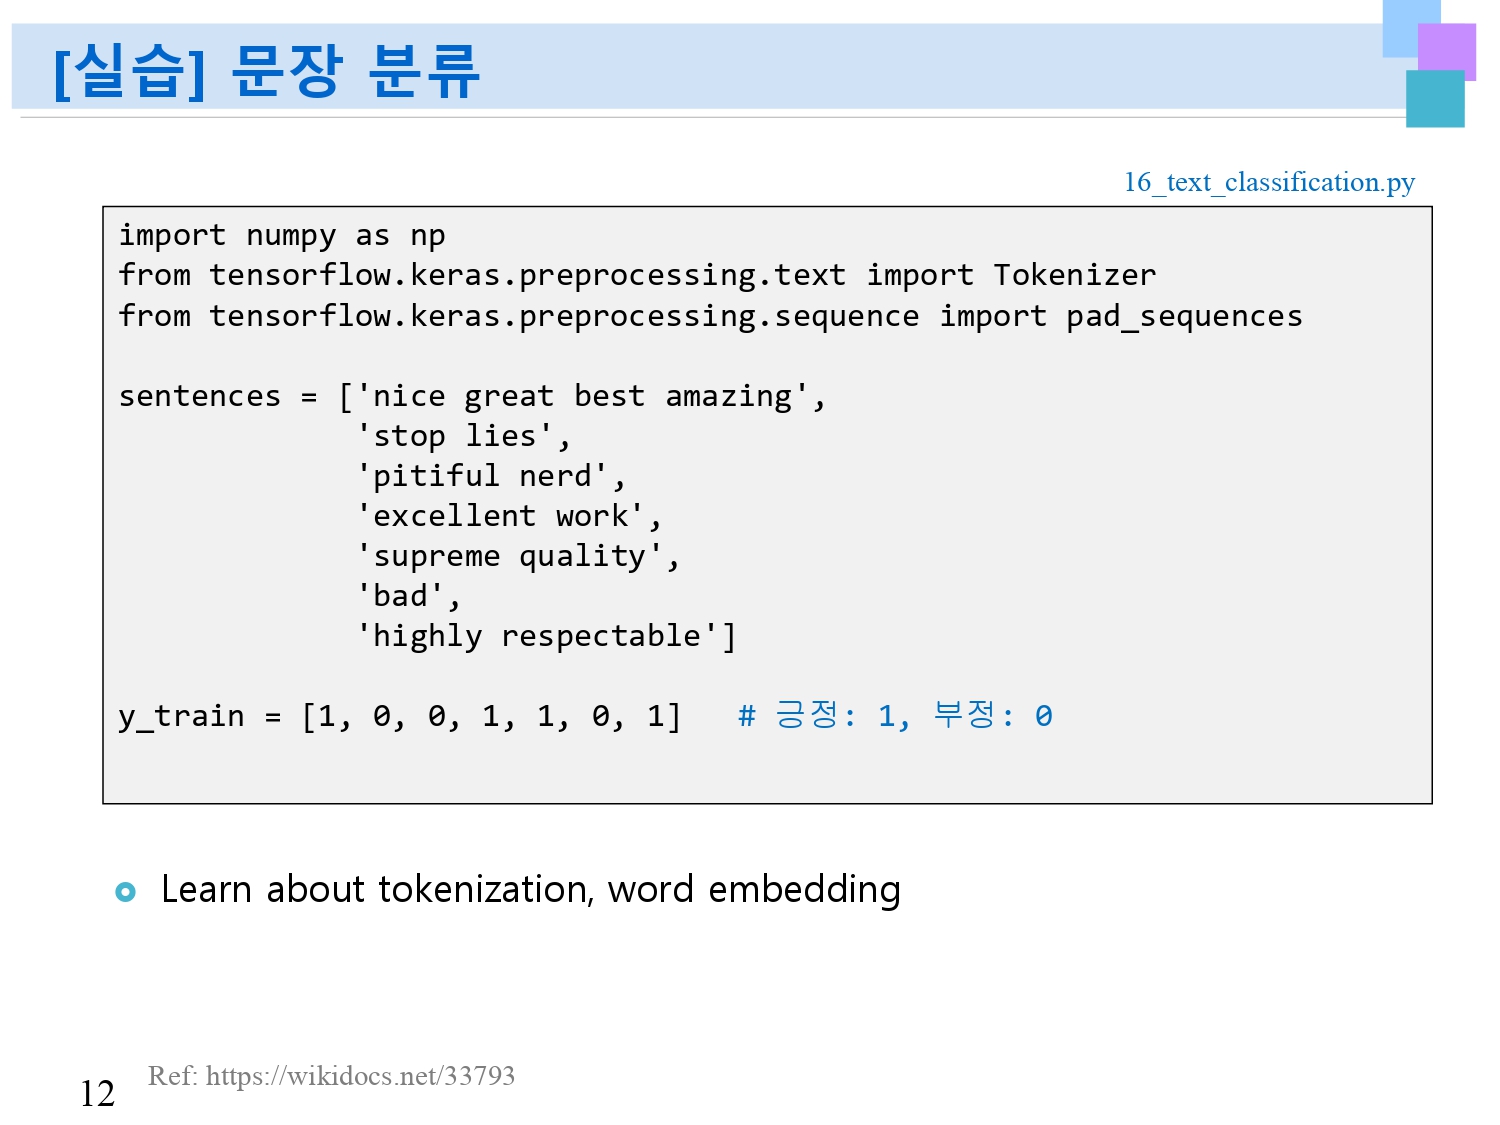 [실습] 문장 분류
16_text_classification.py
import numpy as np
from tensorflow.keras.preprocessing.text import Tokenizer
from tensorflow.keras.preprocessing.sequence import pad_sequences
sentences = ['nice great best amazing',
'stop lies',
'pitiful nerd',
'excellent work',
'supreme quality',
'bad',
'highly respectable']
y_train = [1, 0, 0, 1, 1, 0, 1]   # 긍정: 1, 부정: 0
Learn about tokenization, word embedding
Ref: https://wikidocs.net/33793
12